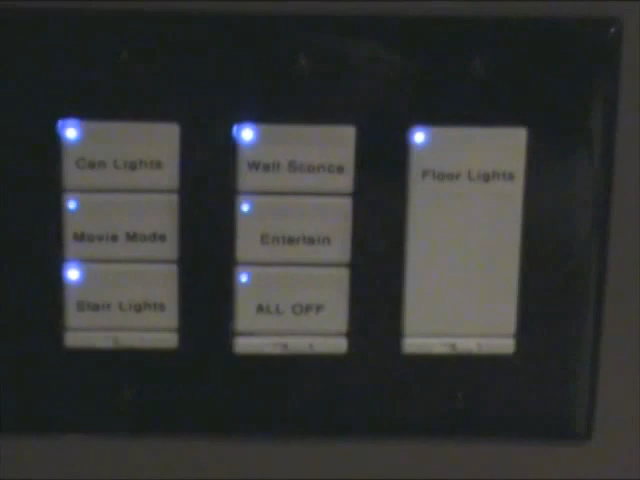 Can Lights
Movie Mode
Stair Lights
Wall Sconce
Entertain
ALL OFF
Floor Lights